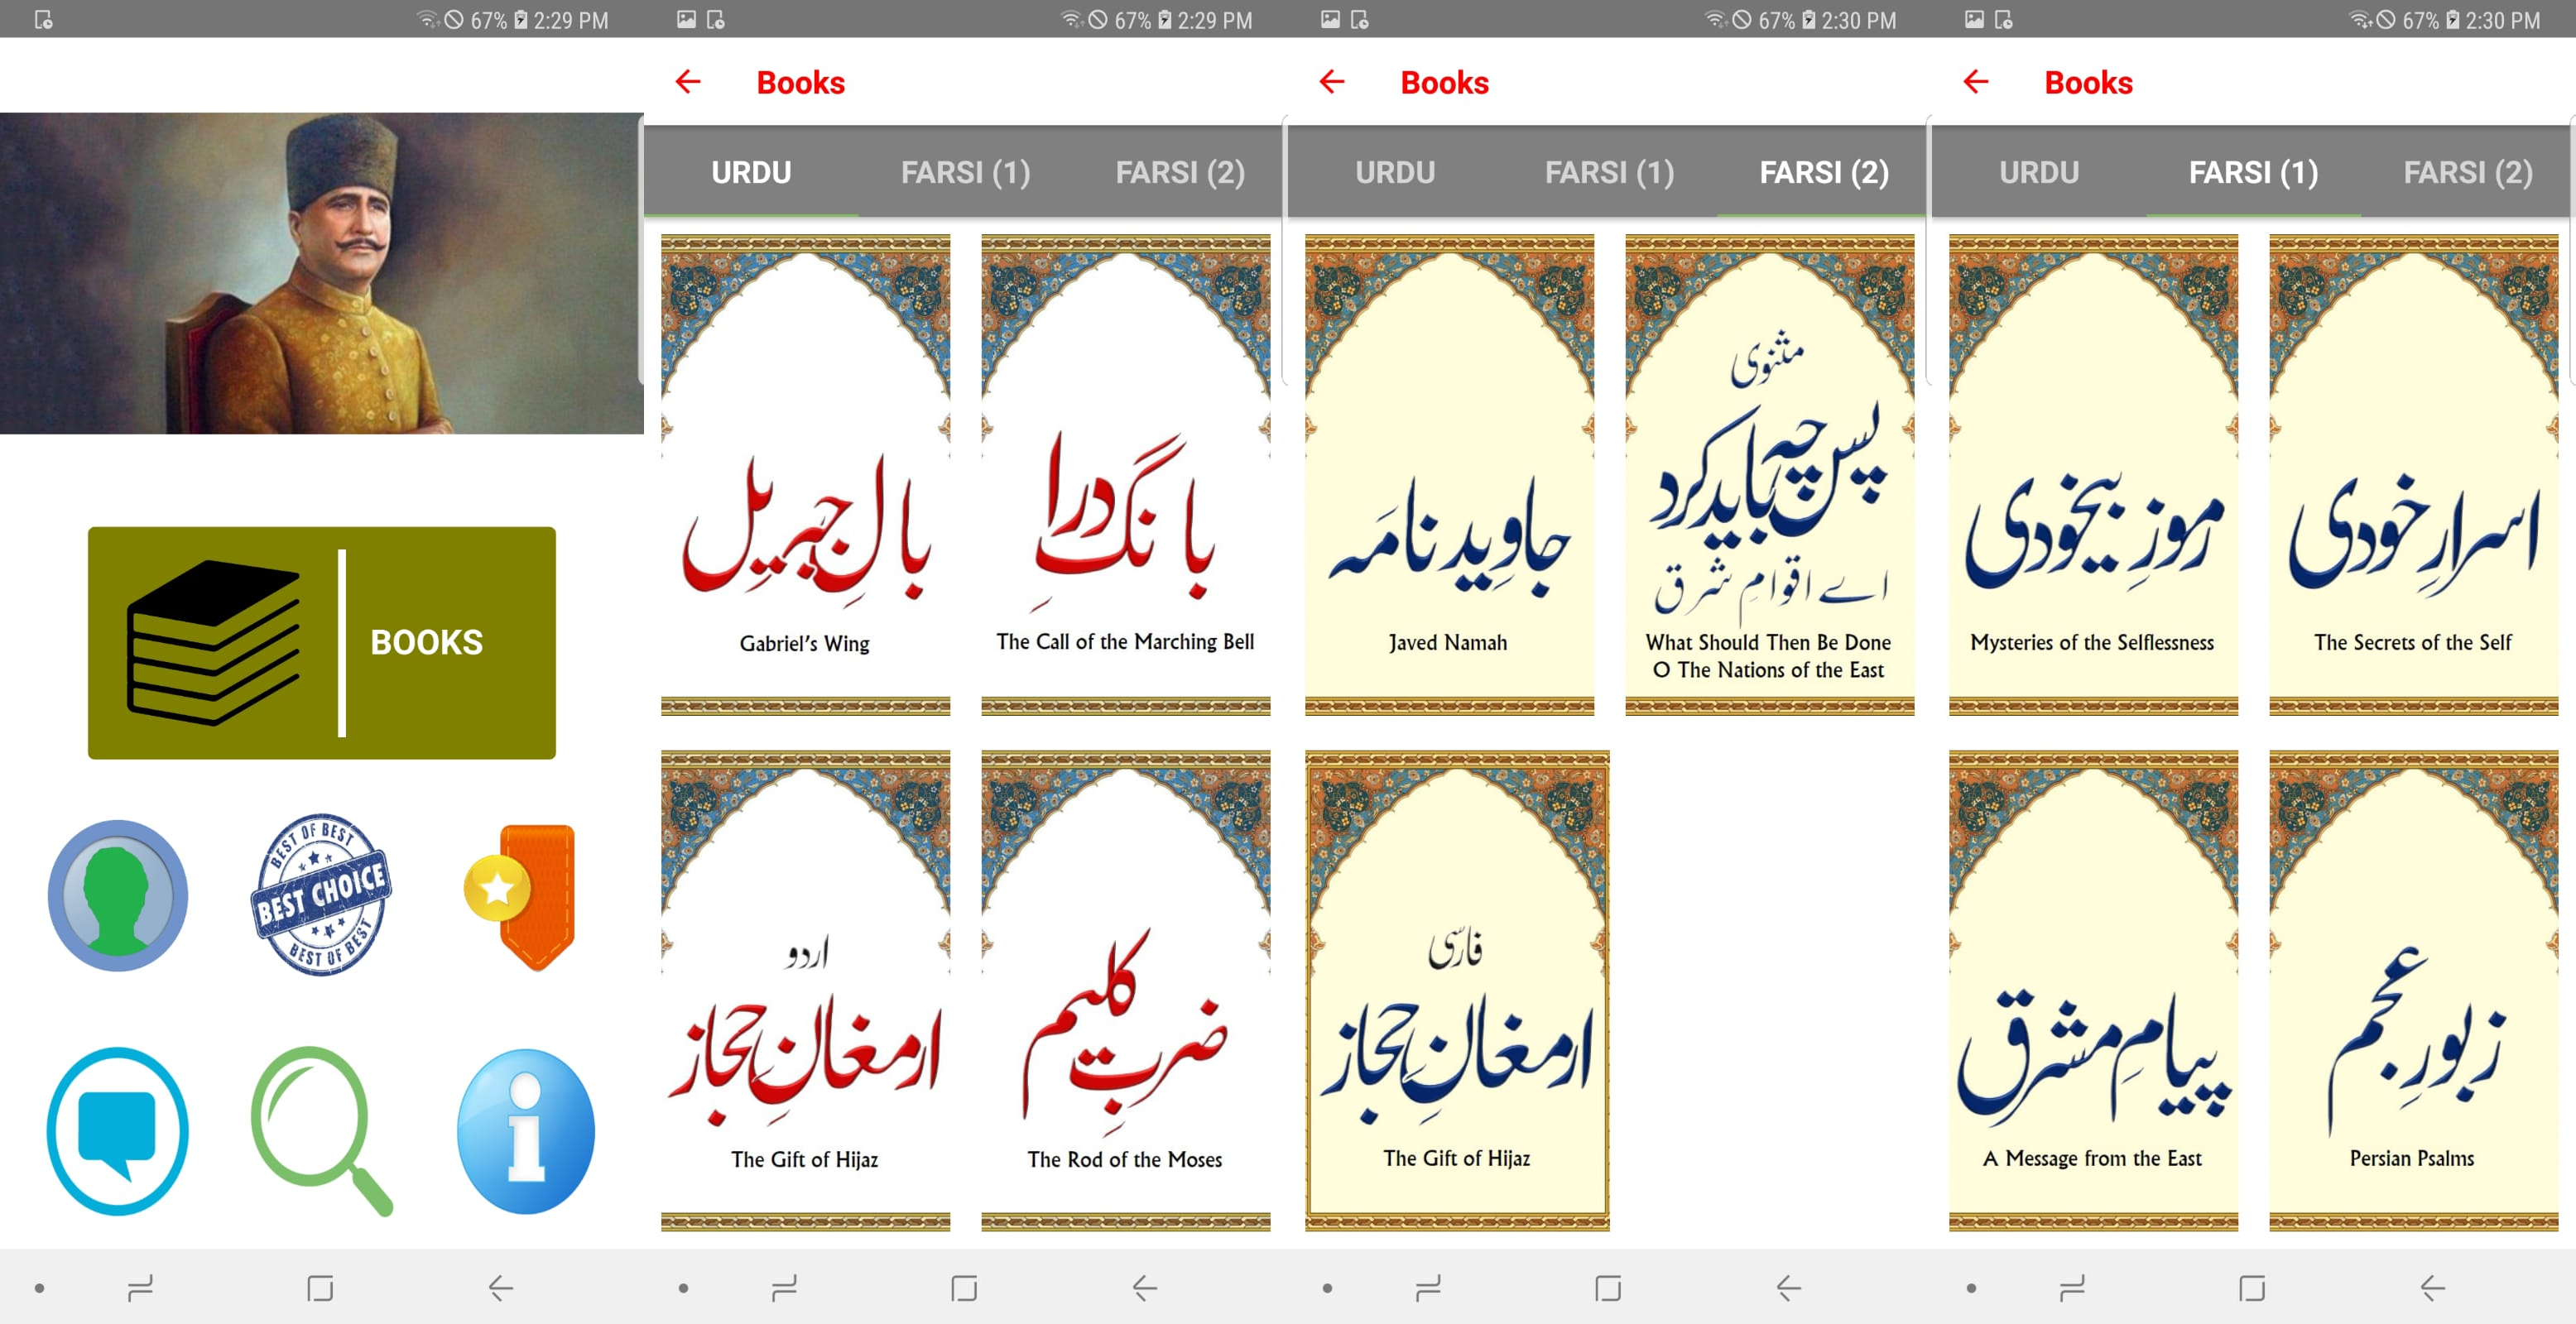 67% 2:29 PM
BOOKS
BEST OF BEST
BEST CHOICE
BEST OF BEST
67% 2:29 PM
Books
URDU FARSI (1) FARSI (2)
بالِ جبریل
Gabriel's Wing
بانگِ درا
The Call of the Marching Bell
اردو
ارمغانِ حجاز
The Gift of Hijaz
ضربِ کلیم
The Rod of the Moses
67% 2:30 PM
Books
URDU FARSI (1) FARSI (2)
جاویدنامَہ
Javed Namah
مثنوی
پس چہ
بایدکرد
اے اقوامِ شرق
What Should Then Be Done
O The Nations of the East
فارسی
ارمغانِ حجاز
The Gift of Hijaz
67% 2:30 PM
Books
URDU FARSI (1) FARSI (2)
رموزِ بیخودی
Mysteries of the Selflessness
اسرارِ خودی
The Secrets of the Self
پیامِ مشرق
A Message from the East
زبورِ عجم
Persian Psalms